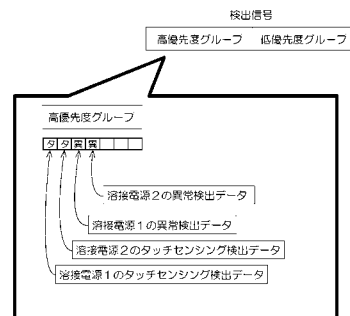 検出信号
高優先度グループ 低優先度グループ
高優先度グループ
タ タ 異 異
溶接電源2の異常検出データ
溶接電源1の異常検出データ
溶接電源2のタッチセンシング検出データ
溶接電源1のタッチセンシング検出データ